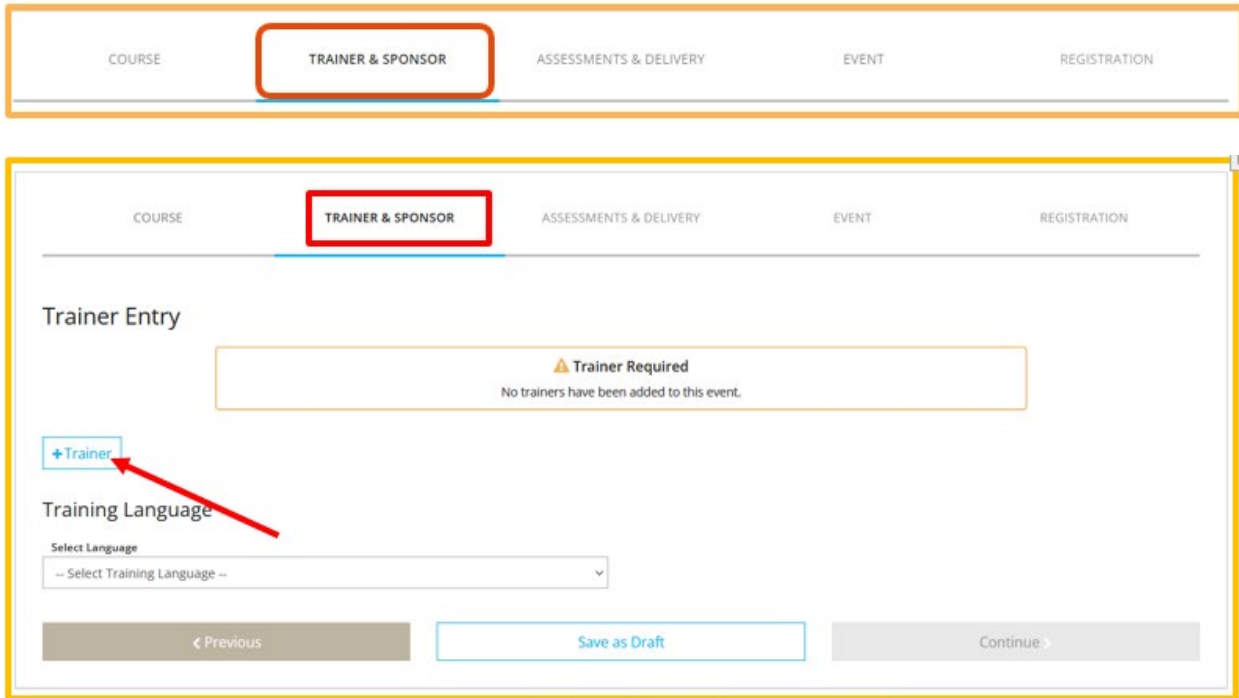 COURSE TRAINER & SPONSOR ASSESSMENTS & DELIVERY EVENT REGISTRATION
COURSE TRAINER & SPONSOR ASSESSMENTS & DELIVERY EVENT REGISTRATION
Trainer Entry
Trainer Required
No trainers have been added to this event.
+Trainer
Training Language
Select Language
-- Select Training Language --
Previous Save as Draft Continue